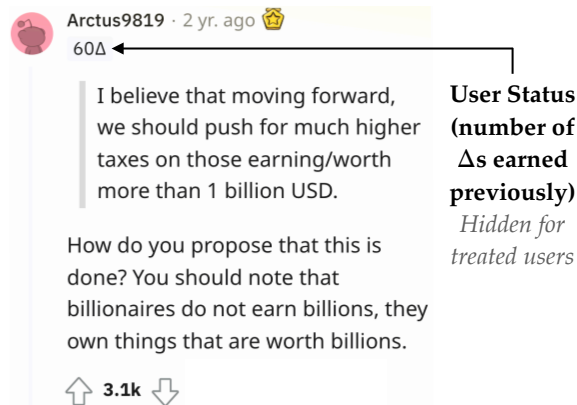 Arctus9819 · 2 yr. ago
60Δ
I believe that moving forward,
we should push for much higher
taxes on those earning/worth
more than 1 billion USD.
How do you propose that this is
done? You should note that
billionaires do not earn billions, they
own things that are worth billions.
3.1k
User Status
(number of
Δs earned
previously)
Hidden for
treated users